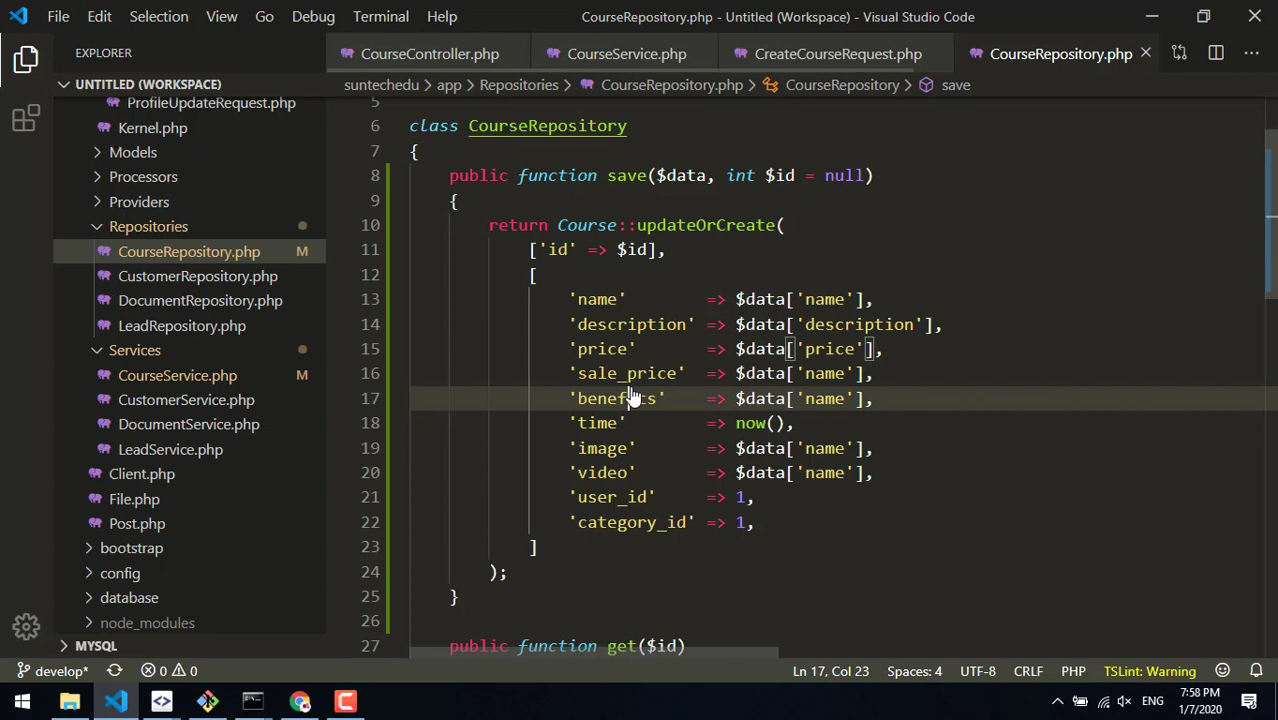 File Edit Selection View Go Debug Terminal Help CourseRepository.php - Untitled (Workspace) - Visual Studio Code
EXPLORER
CourseController.php CourseService.php CreateCourseRequest.php CourseRepository.php
UNTITLED (WORKSPACE)
suntechedu > app > Repositories > CourseRepository.php > CourseRepository > save
ProfileUpdateRequest.php
Kernel.php
Models
Processors
Providers
Repositories
CourseRepository.php M
CustomerRepository.php
DocumentRepository.php
LeadRepository.php
Services
CourseService.php M
CustomerService.php
DocumentService.php
LeadService.php
Client.php
File.php
Post.php
bootstrap
config
database
node_modules
MYSQL
5
6 class CourseRepository
7 {
8 public function save($data, int $id = null)
9 {
10 return Course::updateOrCreate(
11 ['id' => $id],
12 [
13 'name' => $data['name'],
14 'description' => $data['description'],
15 'price' => $data['price'],
16 'sale_price' => $data['name'],
17 'benefits' => $data['name'],
18 'time' => now(),
19 'image' => $data['name'],
20 'video' => $data['name'],
21 'user_id' => 1,
22 'category_id' => 1,
23 ]
24 );
25 }
26
27 public function get($id)
develop* 0 0 Ln 17, Col 23 Spaces: 4 UTF-8 CRLF PHP TSLint: Warning
ENG 7:58 PM
1/7/2020